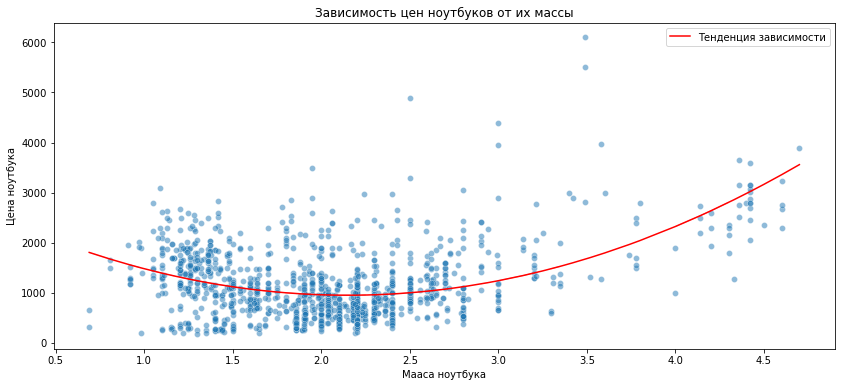 Зависимость цен ноутбуков от их массы
Тенденция зависимости
Цена ноутбука
6000
5000
4000
3000
2000
1000
0
0.5 1.0 1.5 2.0 2.5 3.0 3.5 4.0 4.5
Мааса ноутбука